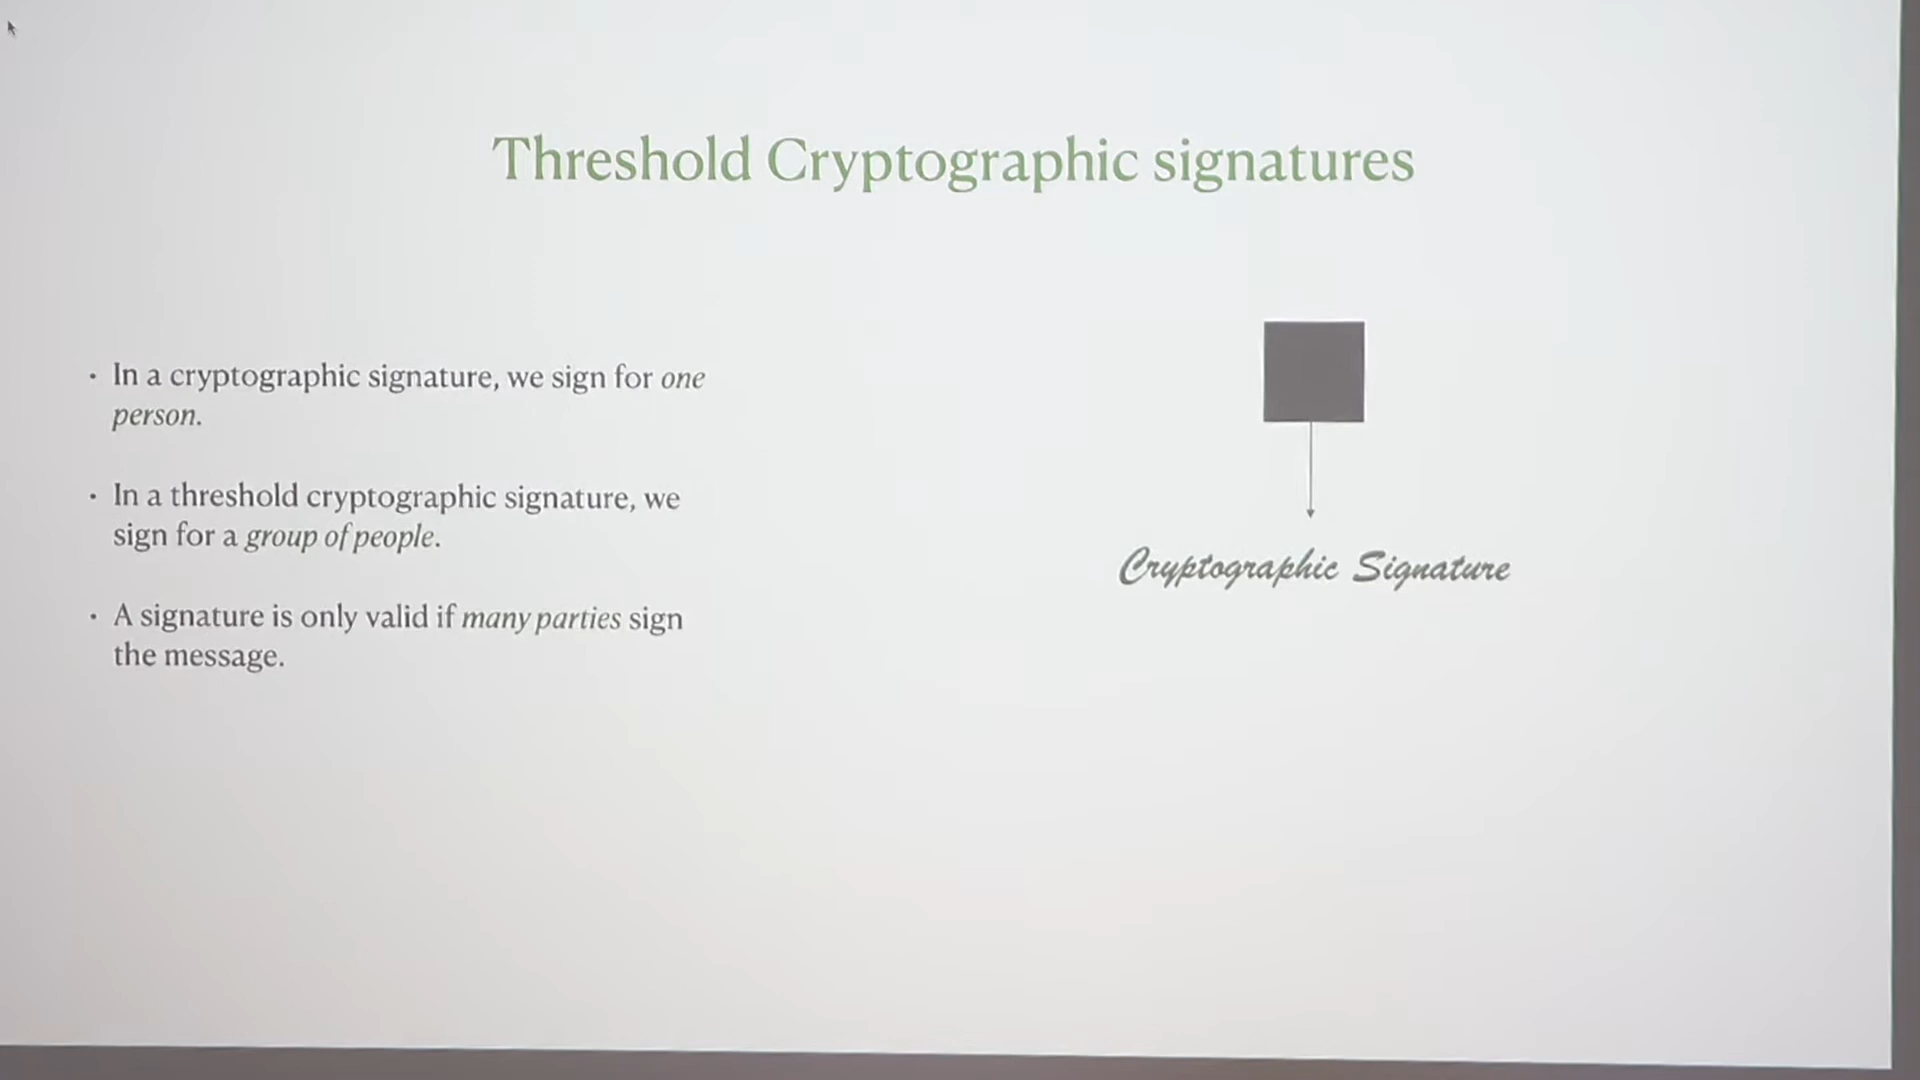 Threshold Cryptographic signatures
· In a cryptographic signature, we sign for one
person.
· In a threshold cryptographic signature, we
sign for a group of people.
· A signature is only valid if many parties sign
the message.
Cryptographic Signature